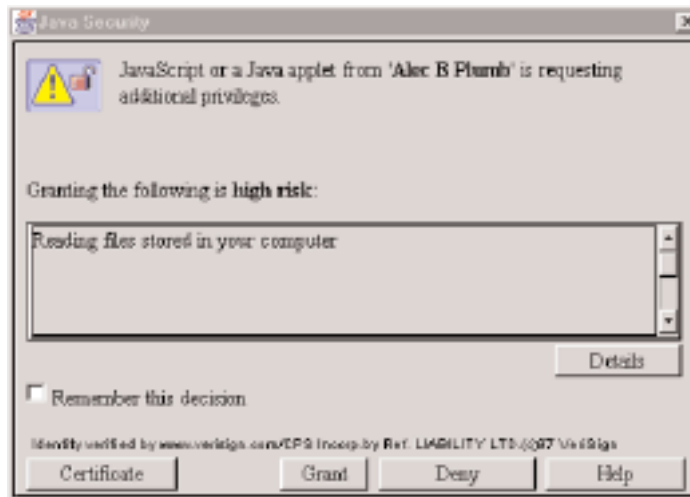 Java Security
JavaScript or a Java applet from 'Alec B Plumb' is requesting
additional privileges.
Granting the following is high risk:
Reading files stored in your computer
Details
Remember this decision
Identity verified by www.verisign.com/CPS Incorp.by Ref. LIABILITY LTD.(c)97 VeriSign
Certificate Grant Deny Help